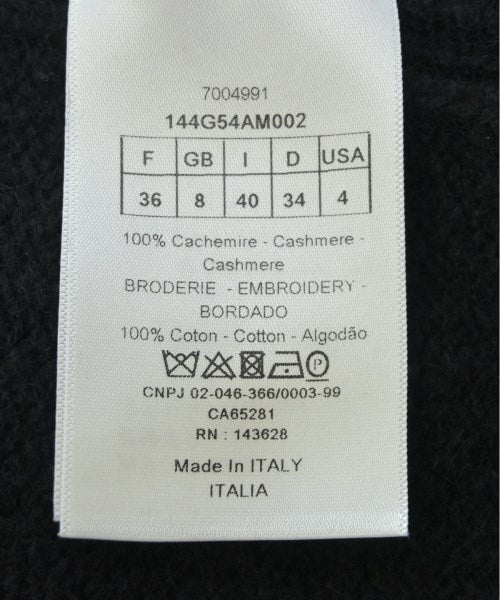 7004991
144G54AM002
F GB I D USA
36 8 40 34 4
100% Cachemire - Cashmere -
Cashmere
BRODERIE - EMBROIDERY -
BORDADO
100% Coton - Cotton - Algodão
P
CNPJ 02-046-366/0003-99
CA65281
RN : 143628
Made In ITALY
ITALIA